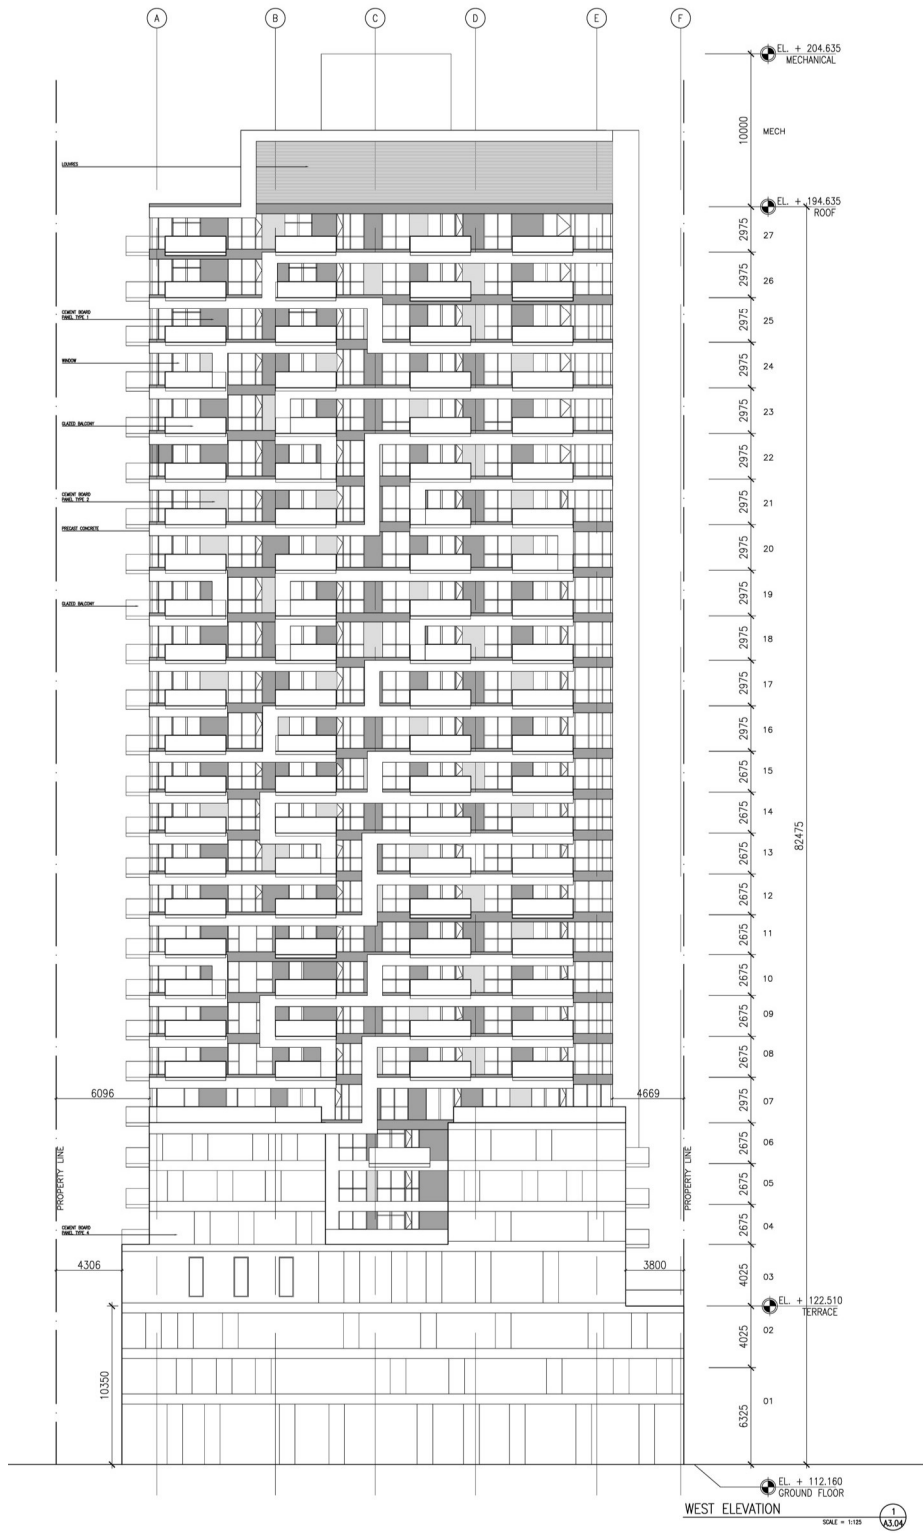 A
B
C
D
E
F
EL. + 204.635
MECHANICAL
10000
MECH
LOUVRES
EL. + 194.635
ROOF
2975
27
2975
26
CEMENT BOARD
PANEL TYPE 1
2975
25
WINDOW
2975
24
2975
23
GLAZED BALCONY
2975
22
CEMENT BOARD
PANEL TYPE 2
2975
21
PRECAST CONCRETE
2975
20
2975
19
GLAZED BALCONY
2975
18
2975
17
2975
16
2675
15
2675
14
82475
2675
13
2675
12
2675
11
2675
10
2675
09
2675
08
6096
4669
2975
07
2675
06
PROPERTY LINE
PROPERTY LINE
2675
05
2675
04
CEMENT BOARD
PANEL TYPE 4
4306
3800
4025
03
EL. + 122.510
TERRACE
4025
02
10350
6325
01
EL. + 112.160
GROUND FLOOR
WEST ELEVATION
SCALE = 1:125
1
A3.04